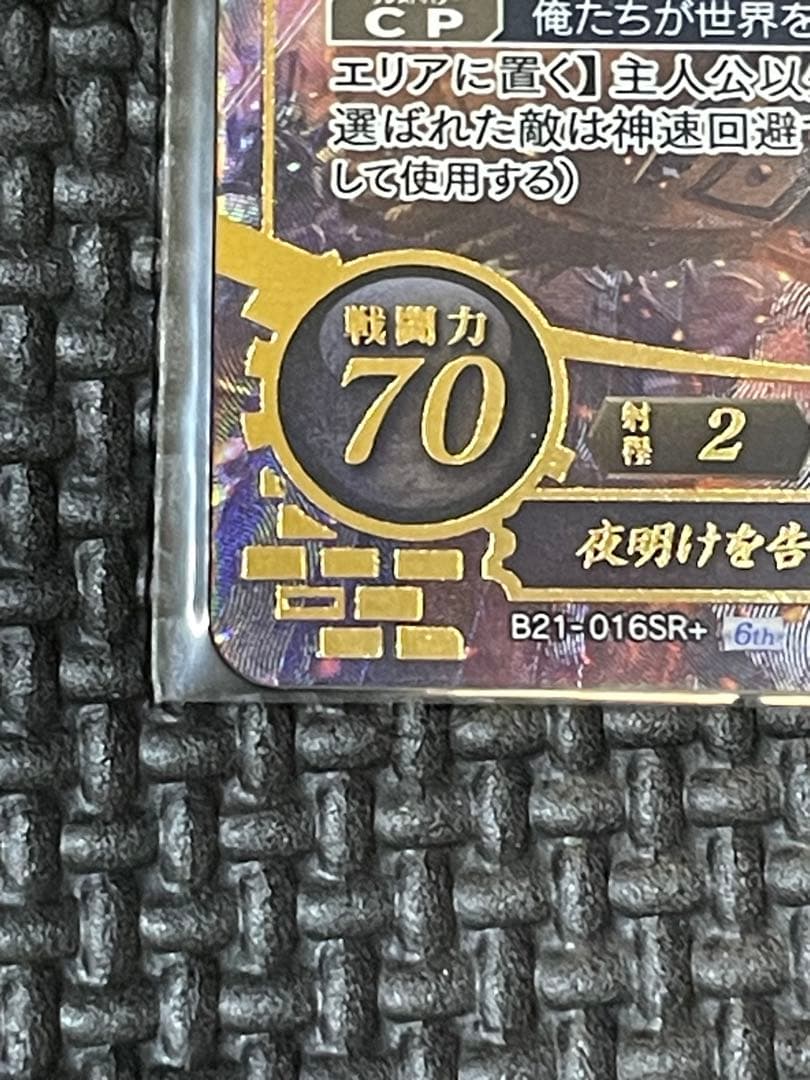 CP 俺たちが世界を
エリアに置く】主人公以
選ばれた敵は神速回避
して使用する）
戦闘力
70
射程 2
夜明けを告
B21-016SR+ 6th